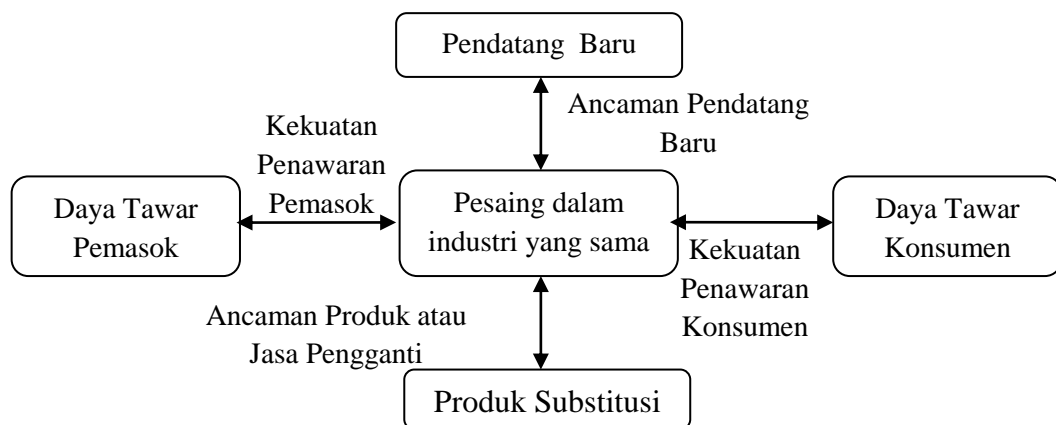 Pendatang Baru
Ancaman Pendatang
Baru
Kekuatan
Penawaran
Pemasok
Daya Tawar
Pemasok
Pesaing dalam
industri yang sama
Daya Tawar
Konsumen
Kekuatan
Penawaran
Konsumen
Ancaman Produk atau
Jasa Pengganti
Produk Substitusi